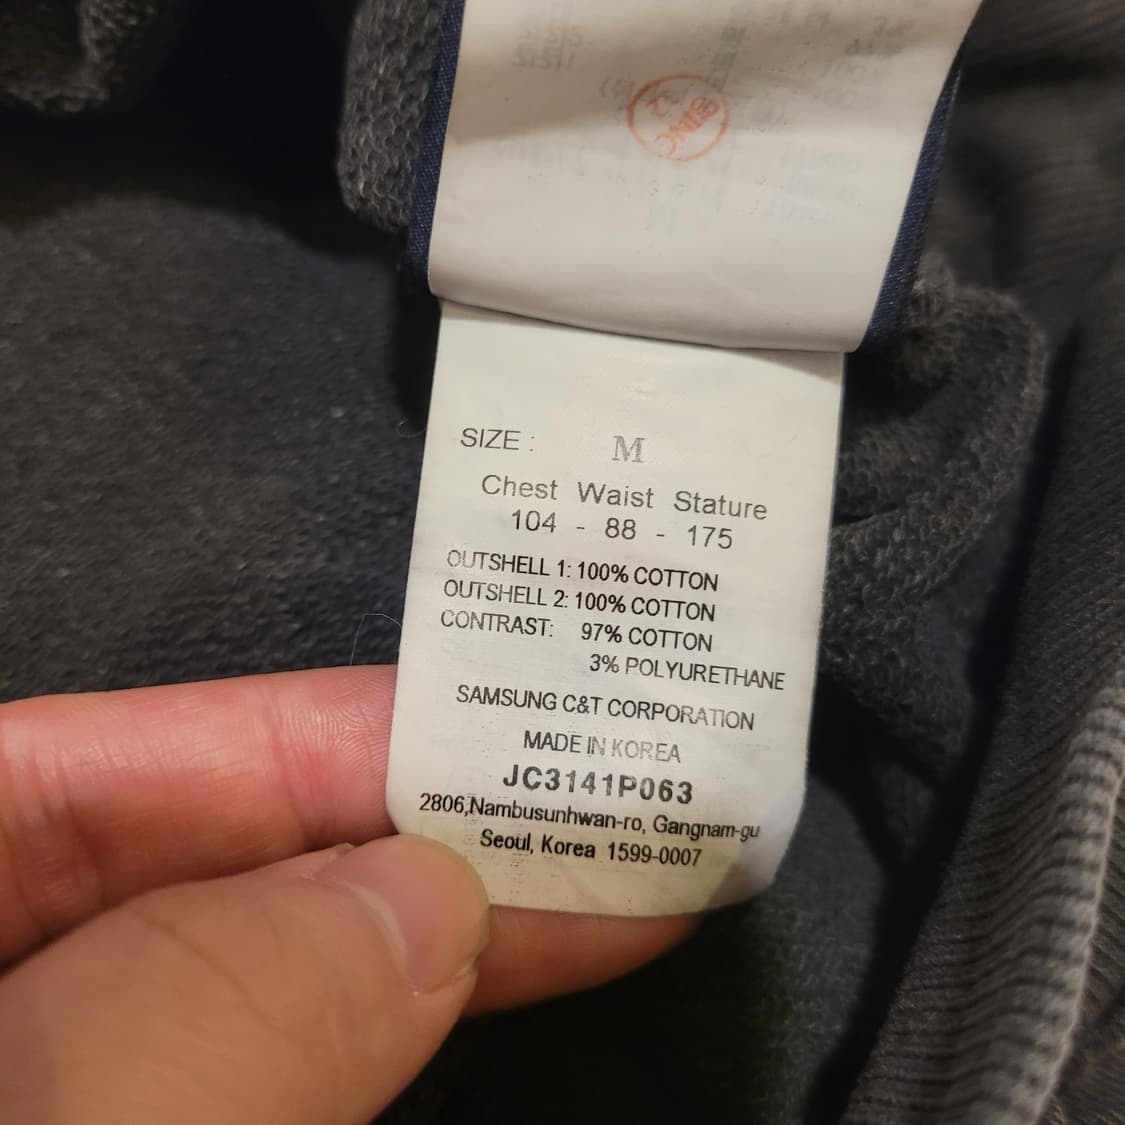 SIZE : M
Chest Waist Stature
104 - 88 - 175
OUTSHELL 1: 100% COTTON
OUTSHELL 2: 100% COTTON
CONTRAST: 97% COTTON
3% POLYURETHANE
SAMSUNG C&T CORPORATION
MADE IN KOREA
JC3141P063
2806,Nambusunhwan-ro, Gangnam-gu
Seoul, Korea 1599-0007